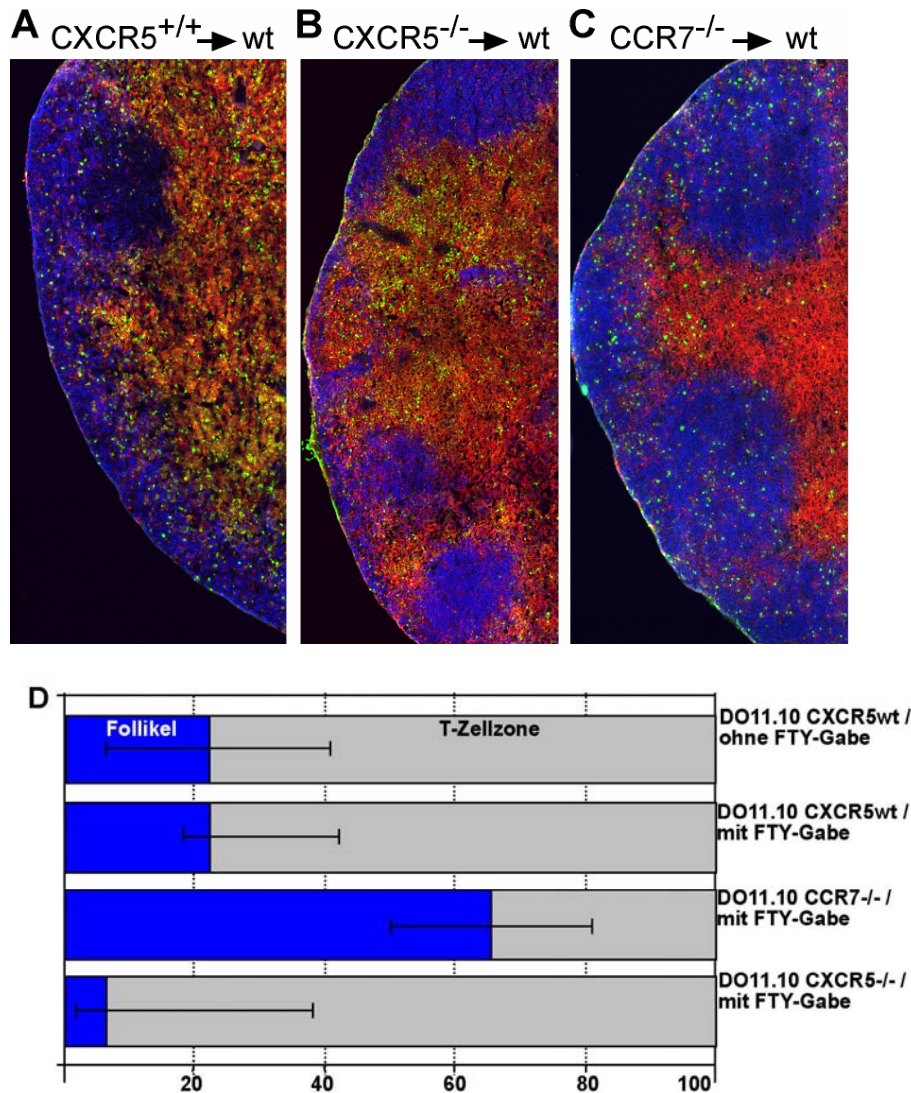 A CXCR5+/+ → wt
B CXCR5-/- → wt
C CCR7-/- → wt
D
Follikel
T-Zellzone
DO11.10 CXCR5wt /
ohne FTY-Gabe
DO11.10 CXCR5wt /
mit FTY-Gabe
DO11.10 CCR7-/- /
mit FTY-Gabe
DO11.10 CXCR5-/- /
mit FTY-Gabe
20 40 60 80 100